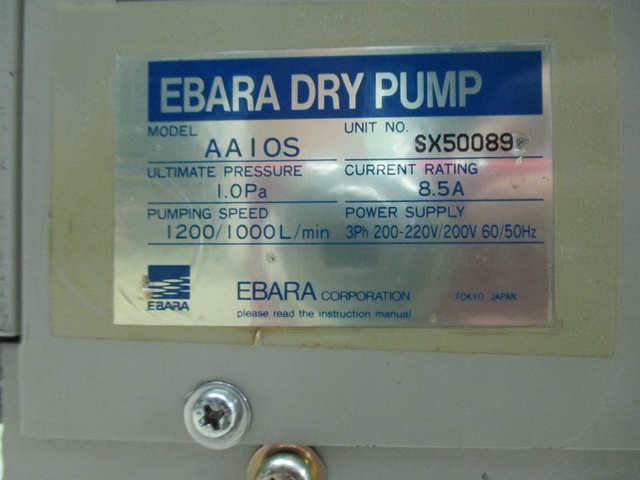 EBARA DRY PUMP
MODEL AA10S
UNIT NO. SX50089
ULTIMATE PRESSURE 1.0Pa
CURRENT RATING 8.5A
PUMPING SPEED 1200/1000L/min
POWER SUPPLY 3Ph 200-220V/200V 60/50Hz
EBARA
EBARA CORPORATION TOKYO JAPAN
please read the instruction manual